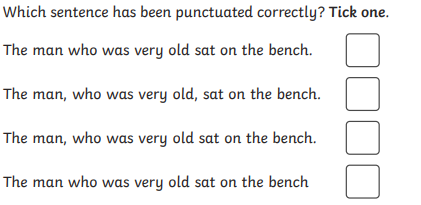 Which sentence has been punctuated correctly? Tick one.
The man who was very old sat on the bench.
The man, who was very old, sat on the bench.
The man, who was very old sat on the bench.
The man who was very old sat on the bench